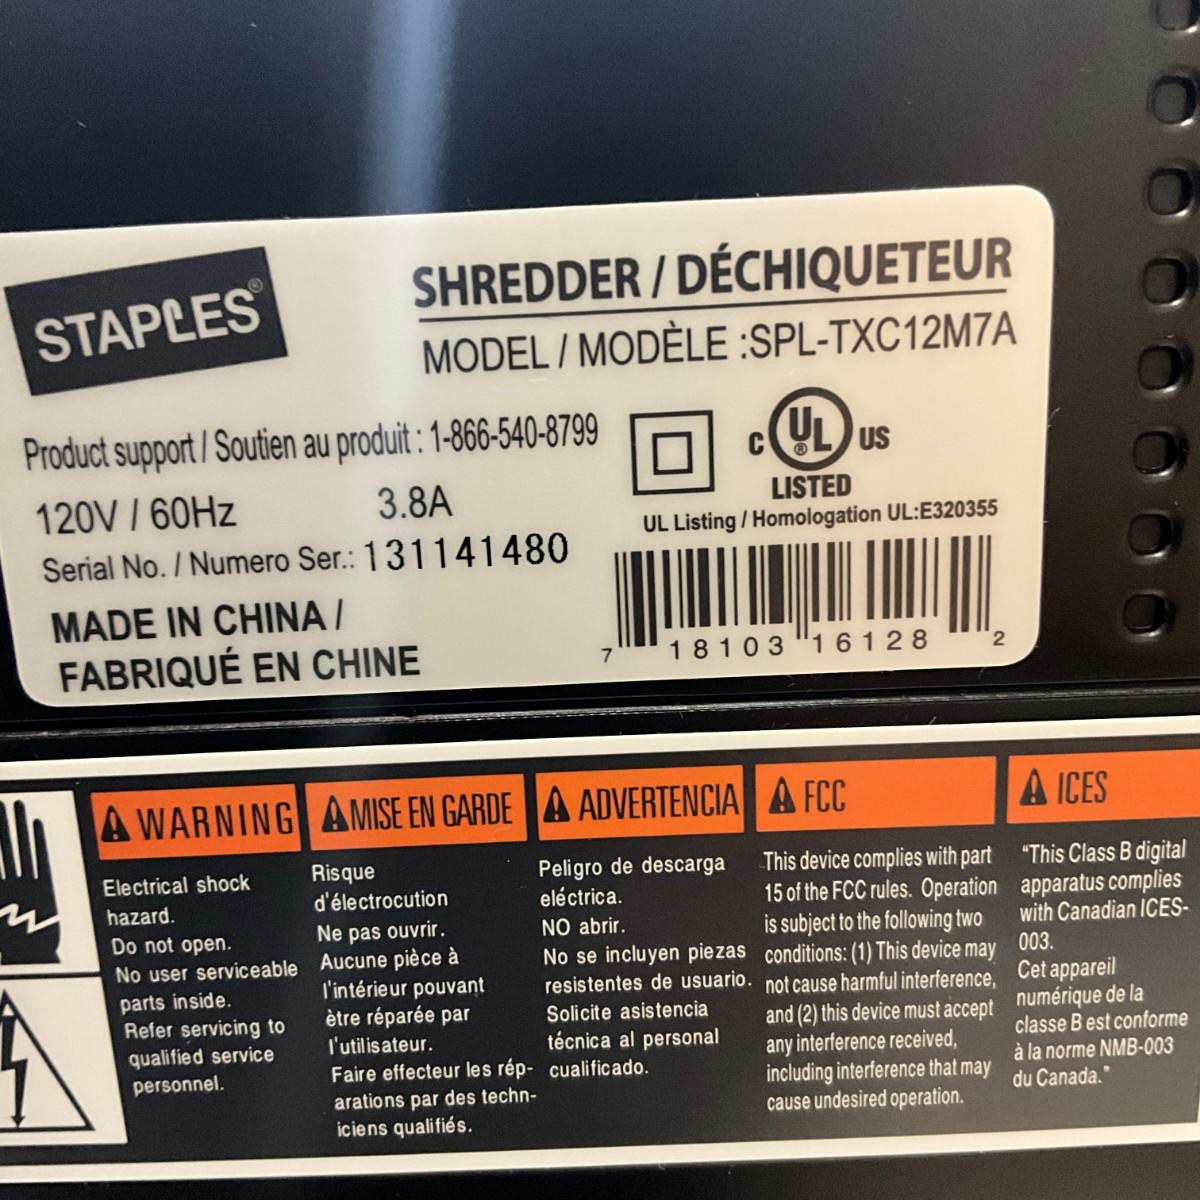 STAPLES®
SHREDDER / DÉCHIQUETEUR
MODEL / MODÈLE :SPL-TXC12M7A
Product support / Soutien au produit : 1-866-540-8799
120V / 60Hz 3.8A
Serial No. / Numero Ser.: 131141480
MADE IN CHINA /
FABRIQUÉ EN CHINE
C UL® US
LISTED
UL Listing / Homologation UL:E320355
7 18103 16128 2
WARNING
Electrical shock
hazard.
Do not open.
No user serviceable
parts inside.
Refer servicing to
qualified service
personnel.
MISE EN GARDE
Risque
d'électrocution
Ne pas ouvrir.
Aucune pièce à
l'intérieur pouvant
être réparée par
l'utilisateur.
Faire effecteur les rép-
arations par des techn-
iciens qualifiés.
ADVERTENCIA
Peligro de descarga
eléctrica.
NO abrir.
No se incluyen piezas
resistentes de usuario.
Solicite asistencia
técnica al personal
cualificado.
FCC
This device complies with part
15 of the FCC rules. Operation
is subject to the following two
conditions: (1) This device may
not cause harmful interference,
and (2) this device must accept
any interference received,
including interference that may
cause undesired operation.
ICES
“This Class B digital
apparatus complies
with Canadian ICES-
003.
Cet appareil
numérique de la
classe B est conforme
à la norme NMB-003
du Canada.”